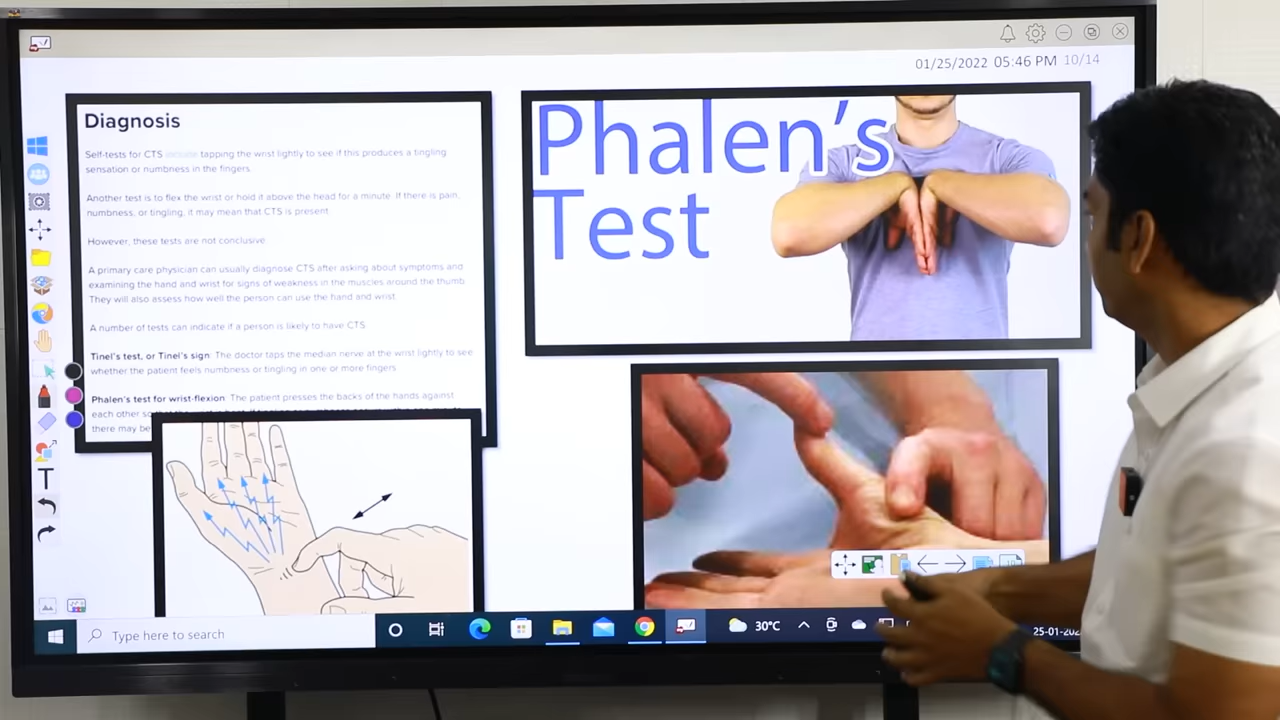 01/25/2022 05:46 PM 10/14
Diagnosis
Self-tests for CTS include tapping the wrist lightly to see if this produces a tingling
sensation or numbness in the fingers.
Another test is to flex the wrist or hold it above the head for a minute. If there is pain,
numbness, or tingling, it may mean that CTS is present.
However, these tests are not conclusive.
A primary care physician can usually diagnose CTS after asking about symptoms and
examining the hand and wrist for signs of weakness in the muscles around the thumb.
They will also assess how well the person can use the hand and wrist.
A number of tests can indicate if a person is likely to have CTS
Tinel's test, or Tinel's sign: The doctor taps the median nerve at the wrist lightly to see
whether the patient feels numbness or tingling in one or more fingers
Phalen's test for wrist-flexion: The patient presses the backs of the hands against
each other so
there may be
Phalen's
Test
T
Type here to search
30°C
25-01-202